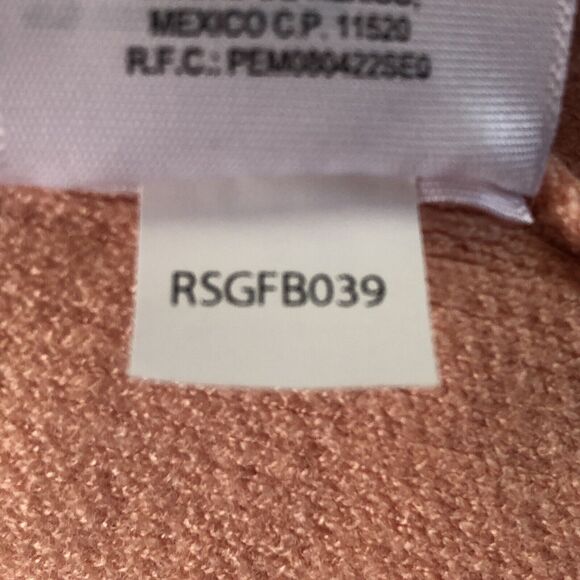 MEXICO C.P. 11520
R.F.C.: PEM080422SE0
RSGFB039